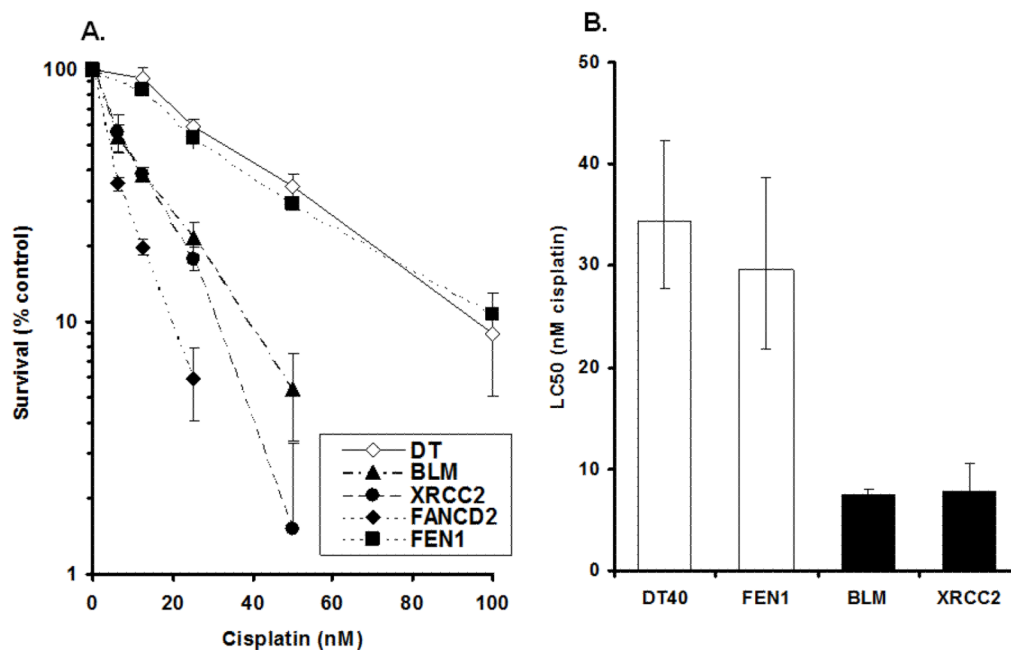 A.
Survival (% control)
100
10
1
0
20
40
60
80
100
Cisplatin (nM)
DT
BLM
XRCC2
FANCD2
FEN1
B.
LC50 (nM cisplatin)
50
40
30
20
10
0
DT40
FEN1
BLM
XRCC2